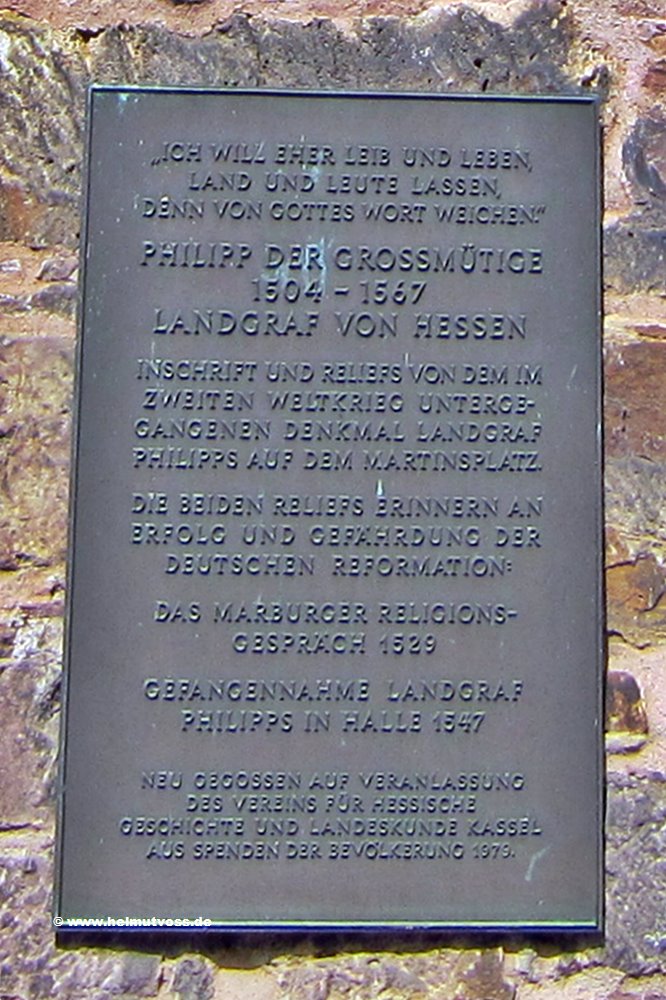 „ICH WILL EHER LEIB UND LEBEN,
LAND UND LEUTE LASSEN,
DENN VON GOTTES WORT WEICHEN."
PHILIPP DER GROSSMÜTIGE
1504 - 1567
LANDGRAF VON HESSEN
INSCHRIFT UND RELIEFS VON DEM IM
ZWEITEN WELTKRIEG UNTERGE-
GANGENEN DENKMAL LANDGRAF
PHILIPPS AUF DEM MARTINSPLATZ.
DIE BEIDEN RELIEFS ERINNERN AN
ERFOLG UND GEFÄHRDUNG DER
DEUTSCHEN REFORMATION:
DAS MARBURGER RELIGIONS-
GESPRÄCH 1529
GEFANGENNAHME LANDGRAF
PHILIPPS IN HALLE 1547
NEU GEGOSSEN AUF VERANLASSUNG
DES VEREINS FÜR HESSISCHE
GESCHICHTE UND LANDESKUNDE KASSEL
AUS SPENDEN DER BEVÖLKERUNG 1979.
© www.helmutvoss.de